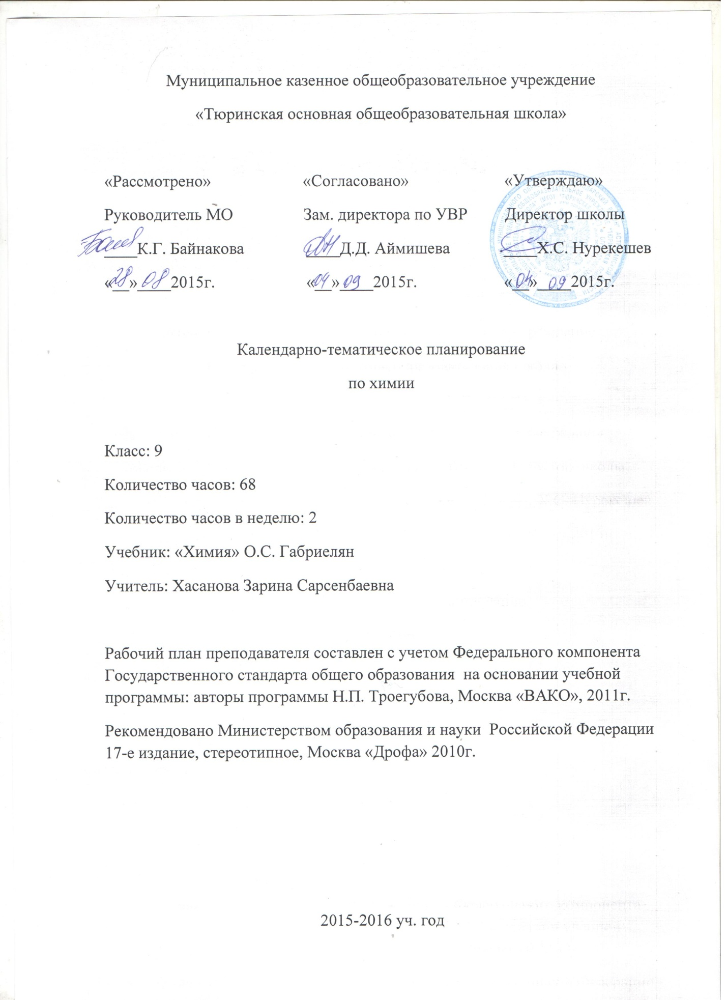 Муниципальное казенное общеобразовательное учреждение
«Тюринская основная общеобразовательная школа»
«Рассмотрено» «Согласовано» «Утверждаю»
Руководитель МО Зам. директора по УВР Директор школы
____К.Г. Байнакова ____Д.Д. Аймишева ____Х.С. Нурекешев
«28» 08 2015г. «04» 09 2015г. «04» 09 2015г.
Календарно-тематическое планирование
по химии
Класс: 9
Количество часов: 68
Количество часов в неделю: 2
Учебник: «Химия» О.С. Габриелян
Учитель: Хасанова Зарина Сарсенбаевна
Рабочий план преподавателя составлен с учетом Федерального компонента
Государственного стандарта общего образования на основании учебной
программы: авторы программы Н.П. Троегубова, Москва «ВАКО», 2011г.
Рекомендовано Министерством образования и науки Российской Федерации
17-е издание, стереотипное, Москва «Дрофа» 2010г.
2015-2016 уч. год